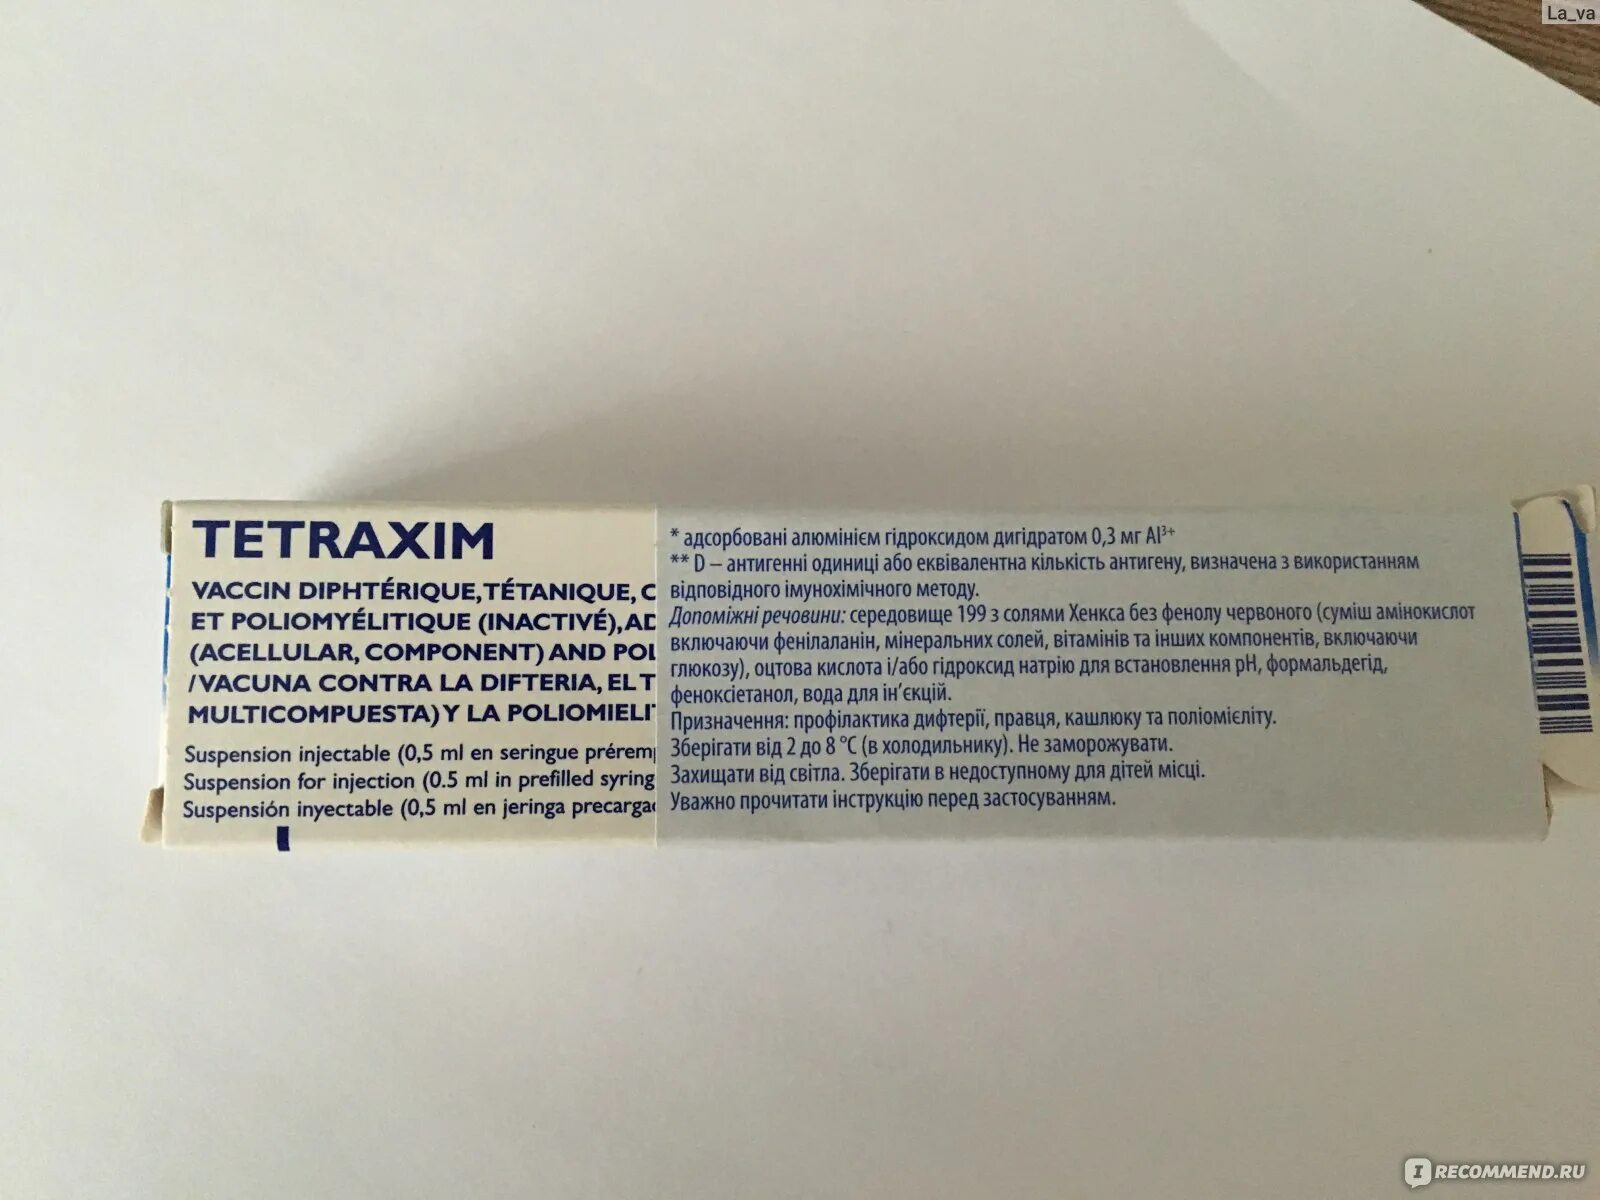 La_va
TETRAXIM
VACCIN DIPHTÉRIQUE, TÉTANIQUE, C
ET POLIOMYÉLITIQUE (INACTIVÉ), AD
(ACELLULAR, COMPONENT) AND POL
/VACUNA CONTRA LA DIFTERIA, EL T
MULTICOMPUESTA) Y LA POLIOMIELI
Suspension injectable (0,5 ml en seringue prérem
Suspension for injection (0.5 ml in prefilled syring
Suspensión inyectable (0,5 ml en jeringa precarga
* адсорбовані алюмінієм гідроксидом дигідратом 0,3 мг Al³⁺
** D – антигенні одиниці або еквівалентна кількість антигену, визначена з використанням
відповідного імунохімічного методу.
Допоміжні речовини: середовище 199 з солями Хенкса без фенолу червоного (суміш амінокислот
включаючи фенілаланін, мінеральних солей, вітамінів та інших компонентів, включаючи
глюкозу), оцтова кислота і/або гідроксид натрію для встановлення pH, формальдегід,
феноксіетанол, вода для ін'єкцій.
Призначення: профілактика дифтерії, правця, кашлюку та поліомієліту.
Зберігати від 2 до 8 °C (в холодильнику). Не заморожувати.
Захищати від світла. Зберігати в недоступному для дітей місці.
Уважно прочитати інструкцію перед застосуванням.
IRECOMMEND.RU